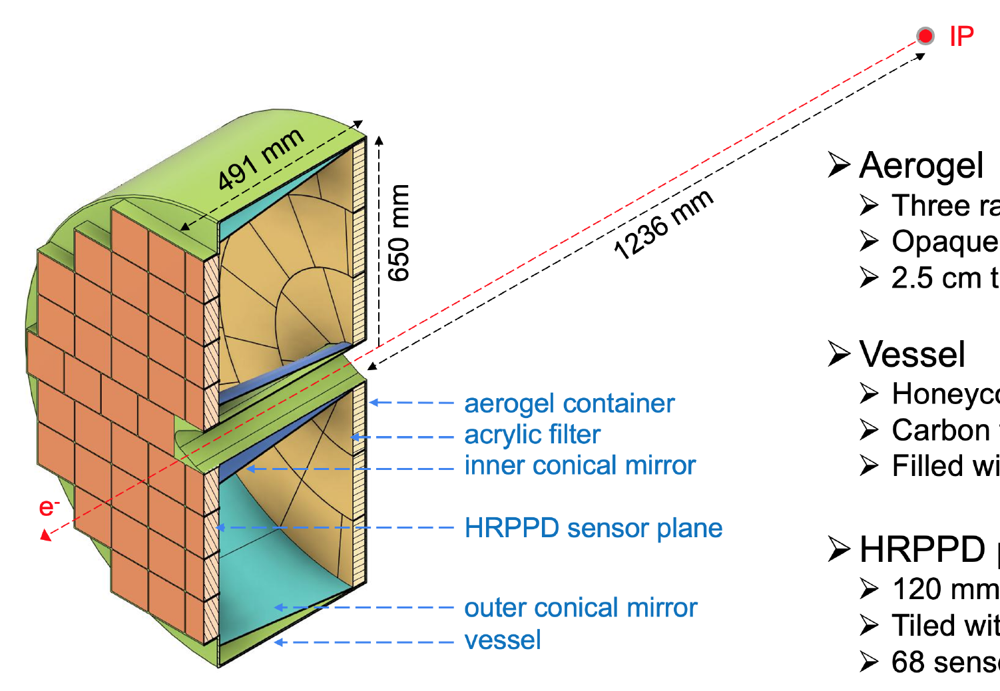 IP
491 mm
650 mm
1236 mm
aerogel container
acrylic filter
inner conical mirror
e-
HRPPD sensor plane
outer conical mirror
vessel
➢ Aerogel
➢ Three ra
➢ Opaque
➢ 2.5 cm t
➢ Vessel
➢ Honeyco
➢ Carbon
➢ Filled wi
➢ HRPPD
➢ 120 mm
➢ Tiled wit
➢ 68 senso